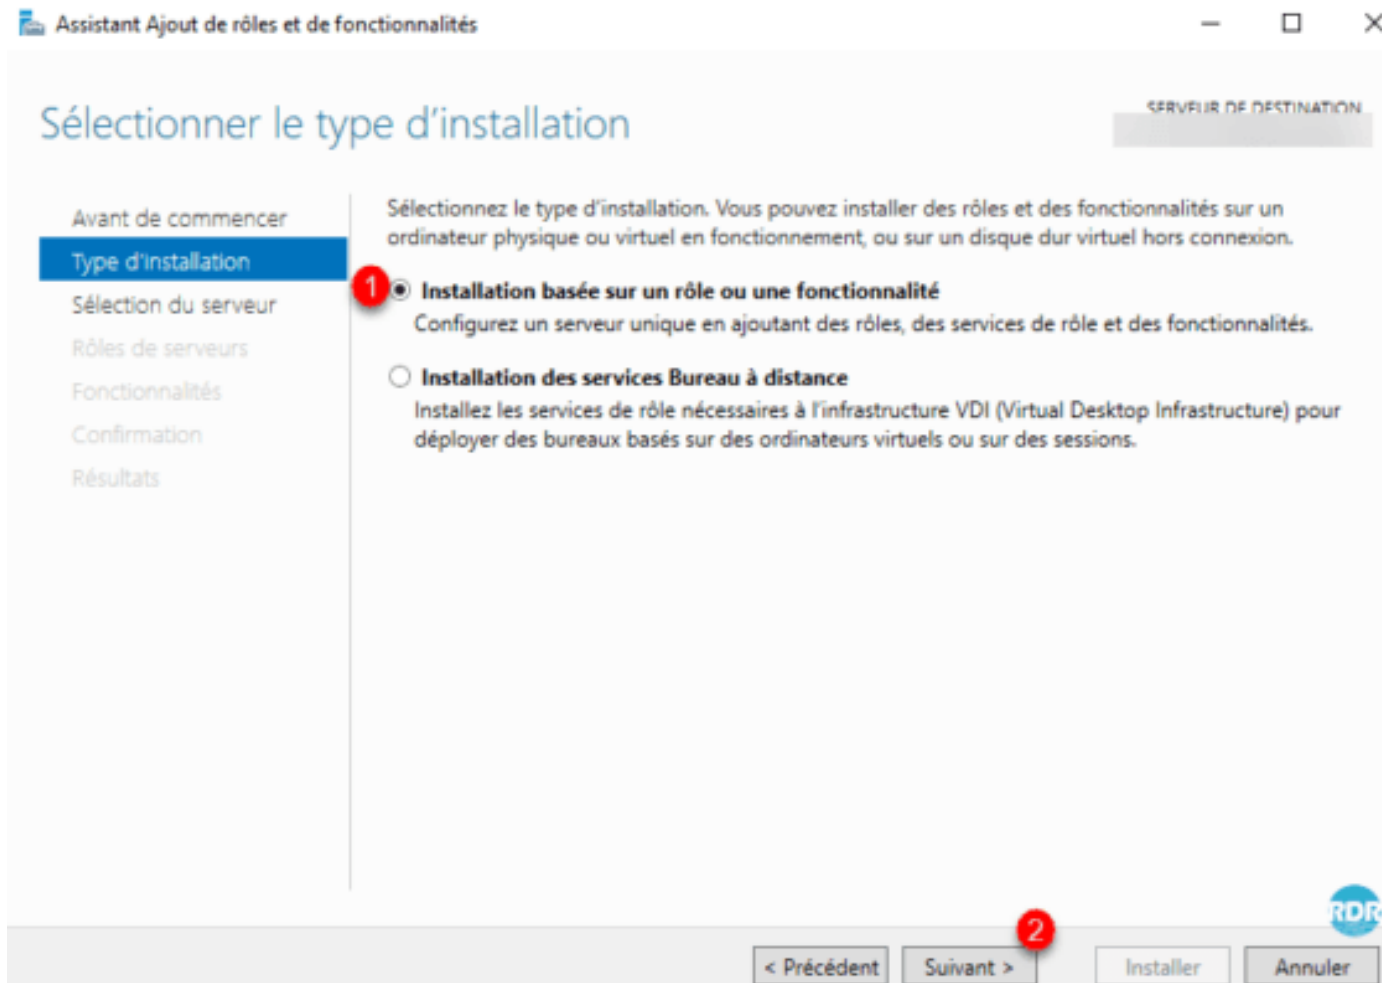 Assistant Ajout de rôles et de fonctionnalités
Sélectionner le type d'installation
SERVEUR DE DESTINATION
Avant de commencer
Type d'installation
Sélection du serveur
Rôles de serveurs
Fonctionnalités
Confirmation
Résultats
Sélectionnez le type d'installation. Vous pouvez installer des rôles et des fonctionnalités sur un
ordinateur physique ou virtuel en fonctionnement, ou sur un disque dur virtuel hors connexion.
1
Installation basée sur un rôle ou une fonctionnalité
Configurez un serveur unique en ajoutant des rôles, des services de rôle et des fonctionnalités.
Installation des services Bureau à distance
Installez les services de rôle nécessaires à l'infrastructure VDI (Virtual Desktop Infrastructure) pour
déployer des bureaux basés sur des ordinateurs virtuels ou sur des sessions.
RDR
2
< Précédent
Suivant >
Installer
Annuler